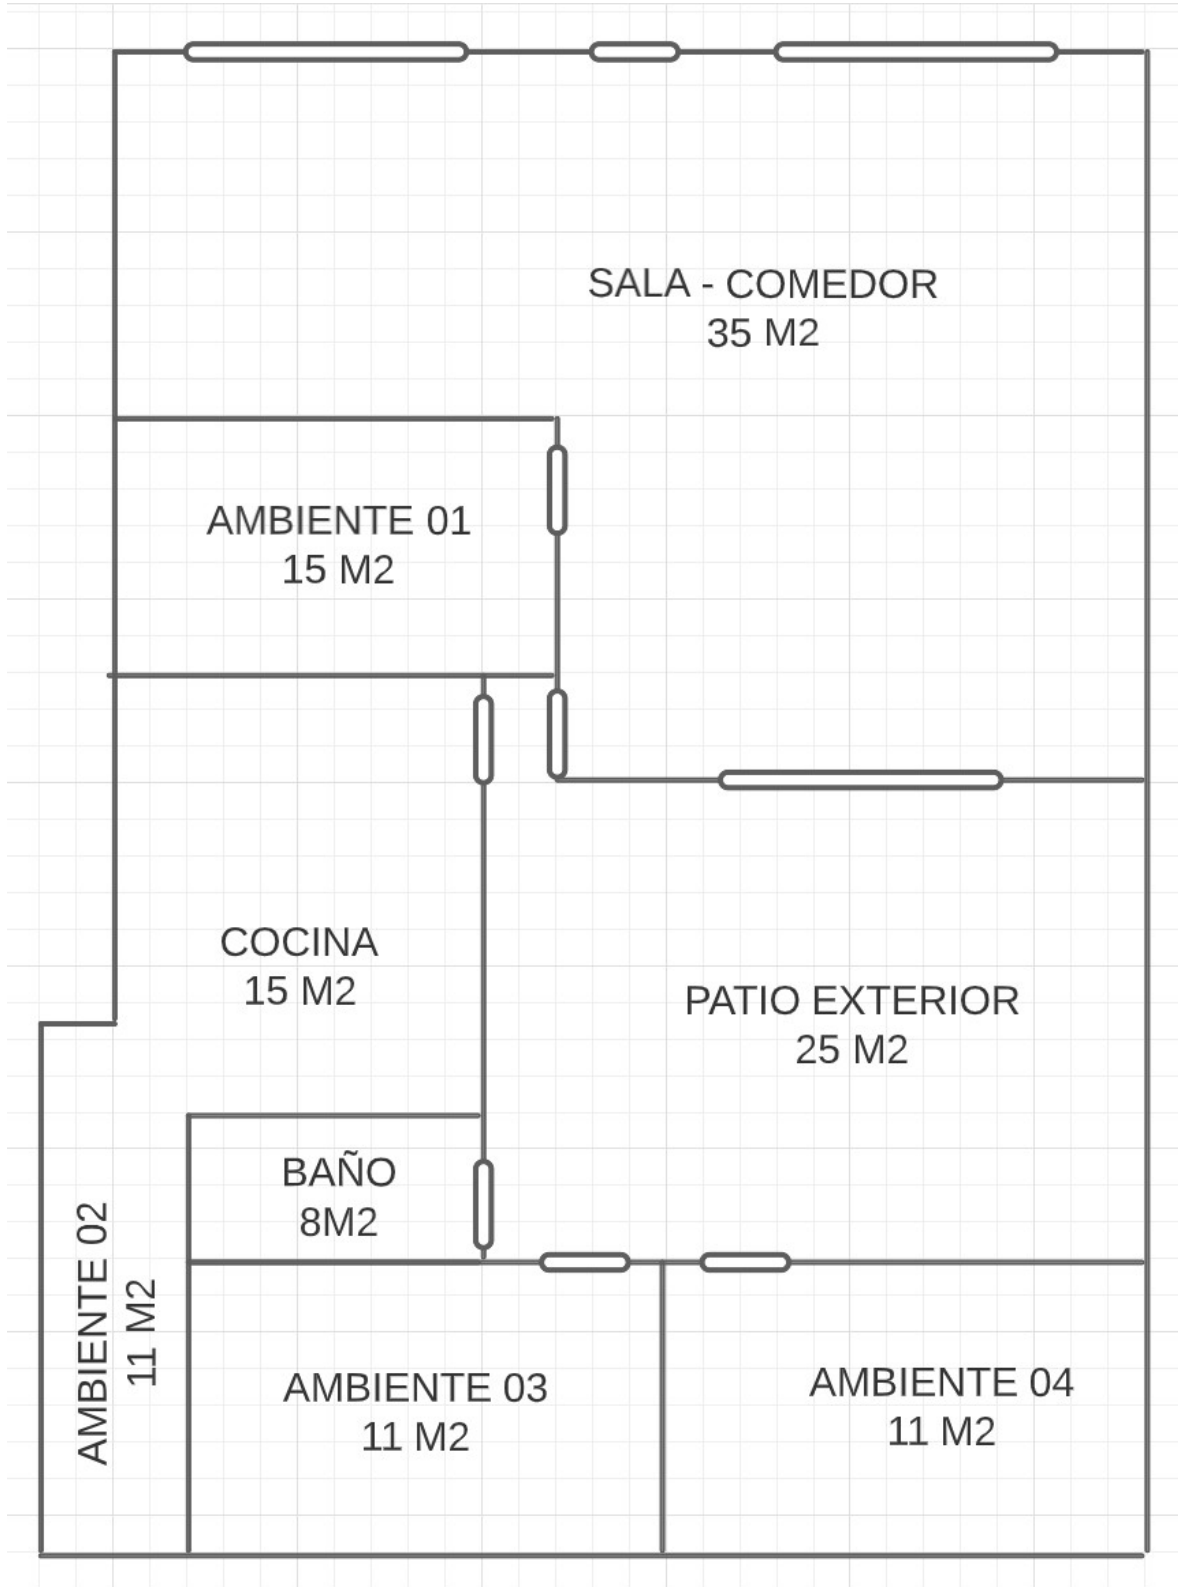 SALA - COMEDOR
35 M2
AMBIENTE 01
15 M2
COCINA
15 M2
PATIO EXTERIOR
25 M2
BAÑO
8M2
AMBIENTE 02
11 M2
AMBIENTE 03
11 M2
AMBIENTE 04
11 M2